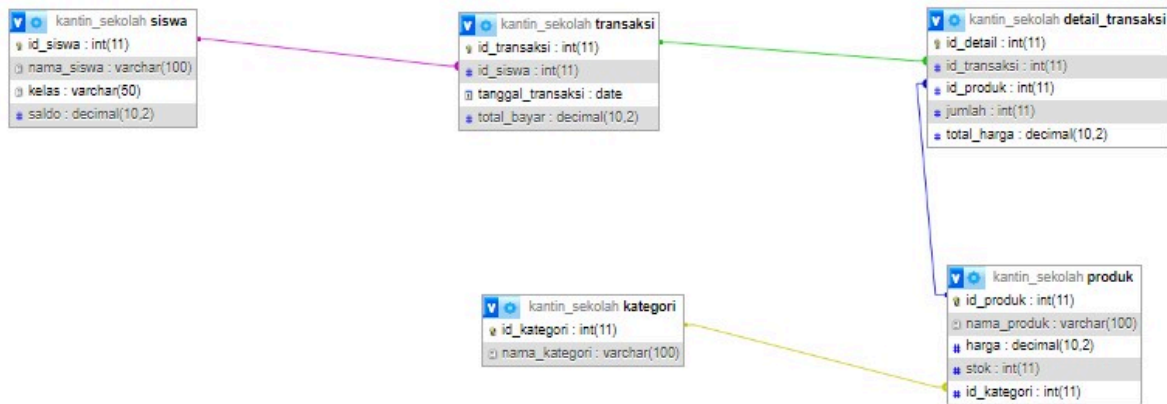 kantin_sekolah siswa
id_siswa : int(11)
nama_siswa : varchar(100)
kelas : varchar(50)
# saldo : decimal(10,2)
kantin_sekolah transaksi
id_transaksi : int(11)
# id_siswa : int(11)
tanggal_transaksi : date
# total_bayar : decimal(10,2)
kantin_sekolah detail_transaksi
id_detail : int(11)
# id_transaksi : int(11)
# id_produk : int(11)
# jumlah : int(11)
# total_harga : decimal(10,2)
kantin_sekolah kategori
id_kategori : int(11)
nama_kategori : varchar(100)
kantin_sekolah produk
id_produk : int(11)
nama_produk : varchar(100)
# harga : decimal(10,2)
# stok : int(11)
# id_kategori : int(11)